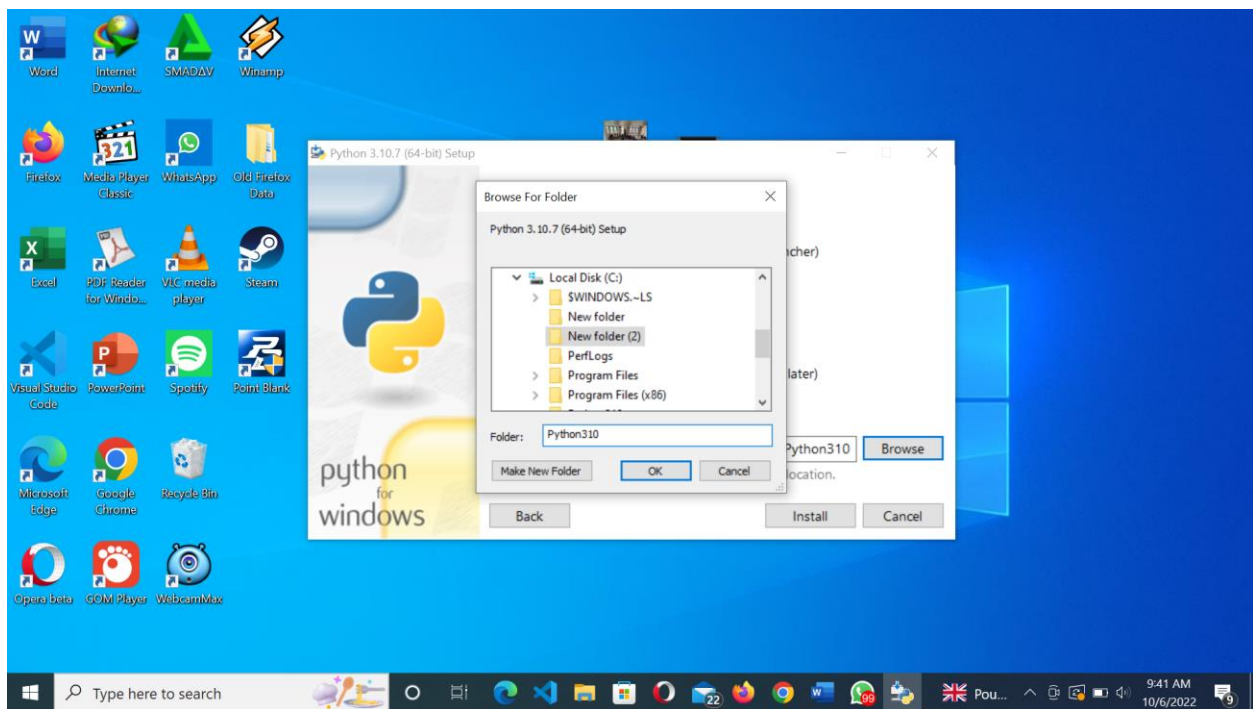 Word
Internet
Downlo...
SMADAV
Winamp
Firefox
Media Player
Classic
WhatsApp
Old Firefox
Data
Excel
PDF Reader
for Windo...
VLC media
player
Steam
Visual Studio
Code
PowerPoint
Spotify
Point Blank
Microsoft
Edge
Google
Chrome
Recycle Bin
Opera beta
GOM Player
WebcamMax
Python 3.10.7 (64-bit) Setup
Browse For Folder
Python 3.10.7 (64-bit) Setup
Local Disk (C:)
$WINDOWS.~LS
New folder
New folder (2)
PerfLogs
Program Files
Program Files (x86)
Folder: Python310
Make New Folder OK Cancel
later)
Python310 Browse
location.
python
for
windows
Back Install Cancel
Type here to search
22
99
Pou...
9:41 AM
10/6/2022
9